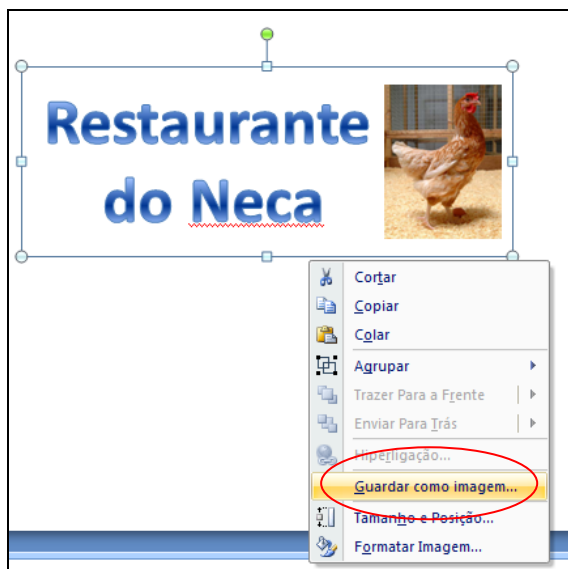 Restaurante
do Neca
Cortar
Copiar
Colar
Agrupar
Trazer Para a Frente
Enviar Para Trás
Hiperligação...
Guardar como imagem...
Tamanho e Posição...
Formatar Imagem...